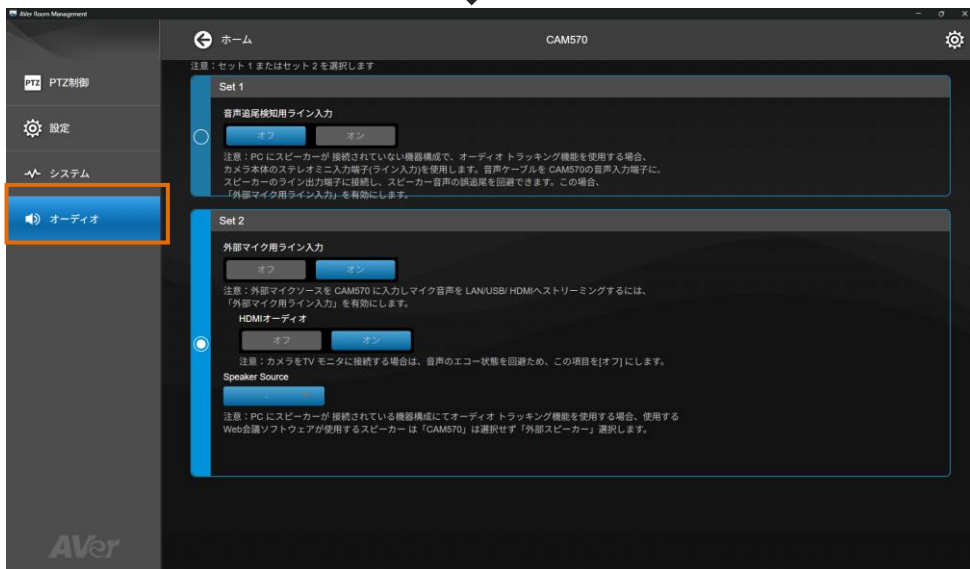 AVer Room Management
ホーム
CAM570
PTZ PTZ制御
設定
システム
オーディオ
注意：セット 1 またはセット 2 を選択します
Set 1
音声追尾検知用ライン入力
オフ オン
注意：PC にスピーカーが 接続されていない機器構成で、オーディオ トラッキング機能を使用する場合、
カメラ本体のステレオミニ入力端子(ライン入力)を使用します。音声ケーブルを CAM570の音声入力端子に、
スピーカーのライン出力端子に接続し、スピーカー音声の誤追尾を回避できます。この場合、
「外部マイク用ライン入力」を有効にします。
Set 2
外部マイク用ライン入力
オフ オン
注意：外部マイクソースを CAM570 に入力しマイク音声を LAN/USB/ HDMIへストリーミングするには、
「外部マイク用ライン入力」を有効にします。
HDMIオーディオ
オフ オン
注意：カメラをTV モニタに接続する場合は、音声のエコー状態を回避ため、この項目を[オフ] にします。
Speaker Source
注意：PC にスピーカーが 接続されている機器構成にてオーディオ トラッキング機能を使用する場合、使用する
Web会議ソフトウェアが使用するスピーカー は「CAM570」は選択せず「外部スピーカー」選択します。
AVer